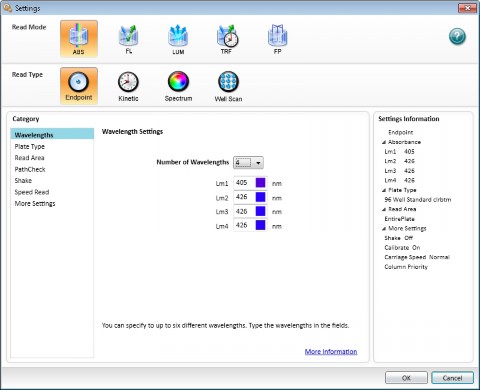 Settings
Read Mode
ABS
FL
LUM
TRF
FP
?
Read Type
Endpoint
Kinetic
Spectrum
Well Scan
Category
Wavelengths
Plate Type
Read Area
PathCheck
Shake
Speed Read
More Settings
Wavelength Settings
Number of Wavelengths 4
Lm1 405 nm
Lm2 426 nm
Lm3 426 nm
Lm4 426 nm
You can specify to up to six different wavelengths. Type the wavelengths in the fields.
More Information
Settings Information
Endpoint
Absorbance
Lm1 405
Lm2 426
Lm3 426
Lm4 426
Plate Type
96 Well Standard clrbtm
Read Area
EntirePlate
More Settings
Shake Off
Calibrate On
Carriage Speed Normal
Column Priority
OK
Cancel